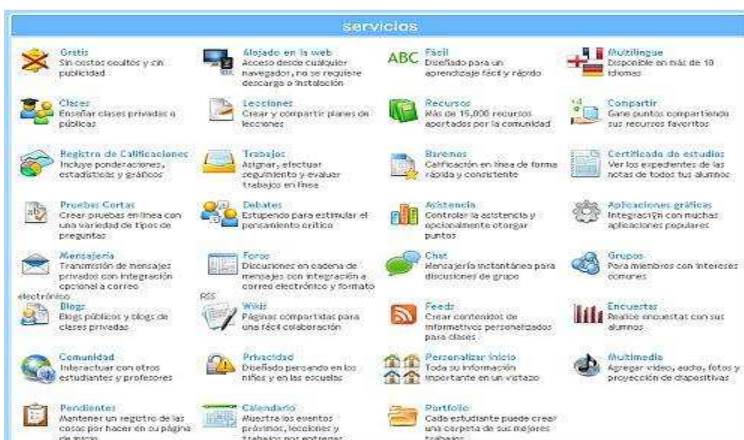 servicios
Gratis
Sin costos ocultos y sin
publicidad
Alojado en la web
Acceso desde cualquier
navegador, no se requiere
descarga o instalación
ABC
Fácil
Diseñado para un
aprendizaje fácil y rápido
Multilingue
Disponible en más de 10
idiomas
Clases
Enseñar clases privadas o
públicas
Lecciones
Crear y compartir planes de
lecciones
Recursos
Más de 15,000 recursos
aportados por la comunidad
Compartir
Gane puntos compartiendo
sus recursos favoritos
Registro de Calificaciones
Incluye ponderaciones,
estadísticas y gráficos
Trabajos
Asignar, efectuar
seguimiento y evaluar
trabajos en línea
Baremos
Calificación en línea de forma
rápida y consistente
Certificado de estudios
Ver los expedientes de las
notas de todos tus alumnos
Pruebas Cortas
Crear pruebas en línea con
una variedad de tipos de
preguntas
Debates
Estupendo para estimular el
pensamiento crítico
Asistencia
Controlar la asistencia y
opcionalmente otorgar
puntos
Aplicaciones gráficas
Integración con muchas
aplicaciones populares
Mensajería
Transmisión de mensajes
privados con integración
opcional a correo
electrónico
Foros
Discusiones en cadena de
mensajes con integración a
correo electrónico y formato
RSS
Chat
Mensajería instantánea para
discusiones de grupo
Grupos
Para miembros con intereses
comunes
Blogs
Blogs públicos y blogs de
clases privadas
Wikis
Páginas compartidas para
una fácil colaboración
Feeds
Crear contenidos de
informativos personalizados
para clases
Encuestas
Realice encuestas con sus
alumnos
Comunidad
Interactuar con otros
estudiantes y profesores
Privacidad
Diseñado pensando en los
niños y en las escuelas
Personalizar Inicio
Toda su información
importante en un vistazo
Multimedia
Agregar video, audio, fotos y
proyección de diapositivas
Pendientes
Mantener un registro de las
cosas por hacer en su página
de inicio
Calendario
Muestra los eventos
próximos, lecciones y
trabajos por entregar
Portfolio
Cada estudiante puede crear
una carpeta de sus mejores
trabajos